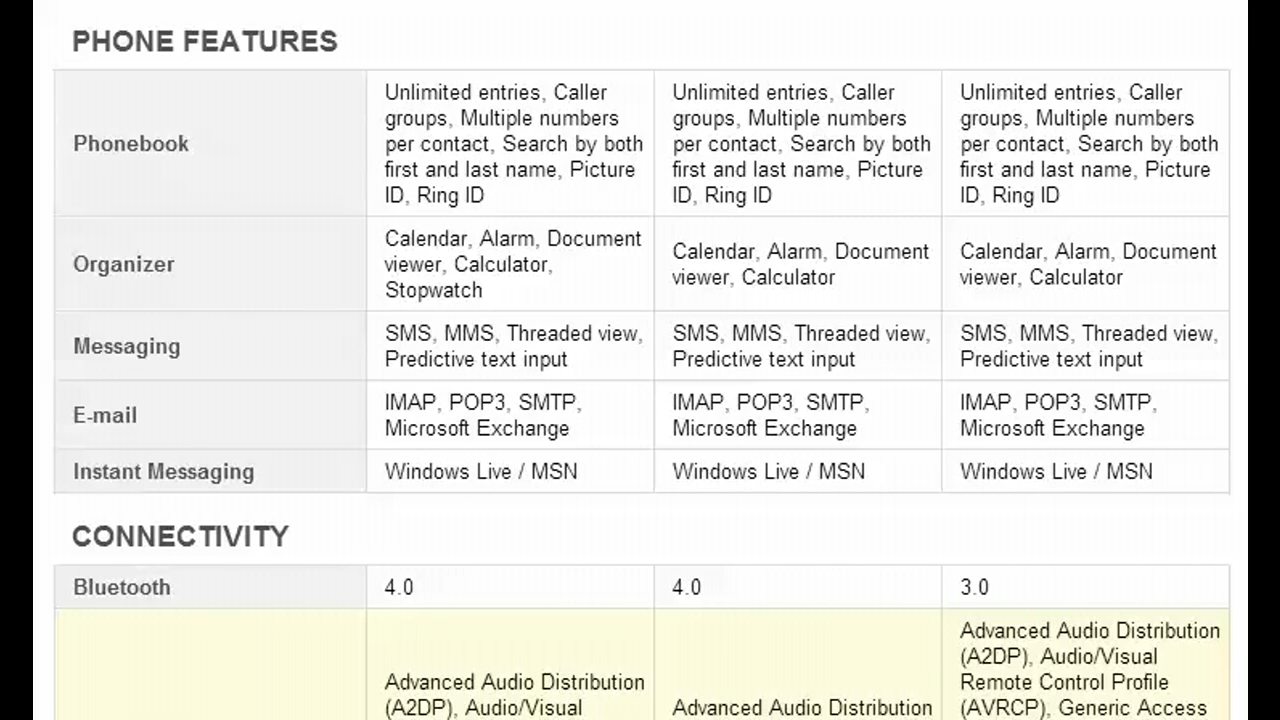 PHONE FEATURES
Phonebook
Unlimited entries, Caller
groups, Multiple numbers
per contact, Search by both
first and last name, Picture
ID, Ring ID
Unlimited entries, Caller
groups, Multiple numbers
per contact, Search by both
first and last name, Picture
ID, Ring ID
Unlimited entries, Caller
groups, Multiple numbers
per contact, Search by both
first and last name, Picture
ID, Ring ID
Organizer
Calendar, Alarm, Document
viewer, Calculator,
Stopwatch
Calendar, Alarm, Document
viewer, Calculator
Calendar, Alarm, Document
viewer, Calculator
Messaging
SMS, MMS, Threaded view,
Predictive text input
SMS, MMS, Threaded view,
Predictive text input
SMS, MMS, Threaded view,
Predictive text input
E-mail
IMAP, POP3, SMTP,
Microsoft Exchange
IMAP, POP3, SMTP,
Microsoft Exchange
IMAP, POP3, SMTP,
Microsoft Exchange
Instant Messaging
Windows Live / MSN
Windows Live / MSN
Windows Live / MSN
CONNECTIVITY
Bluetooth
4.0
4.0
3.0
Advanced Audio Distribution
(A2DP), Audio/Visual
Advanced Audio Distribution
Advanced Audio Distribution
(A2DP), Audio/Visual
Remote Control Profile
(AVRCP), Generic Access